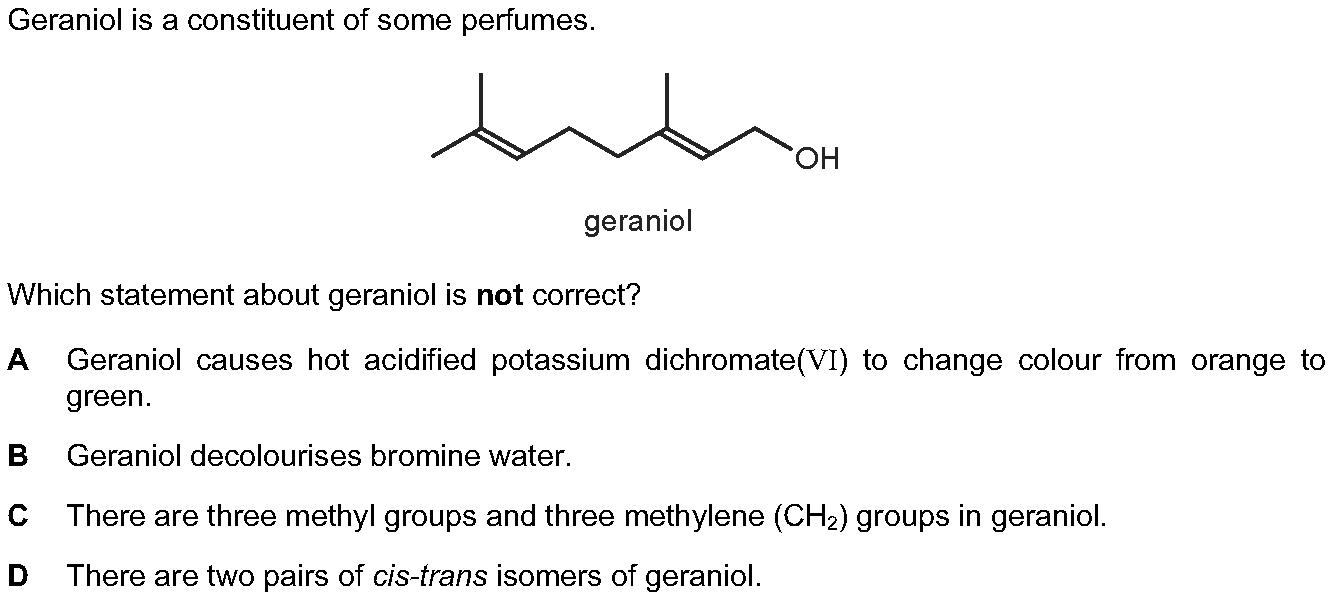 Geraniol is a constituent of some perfumes.
OH
geraniol
Which statement about geraniol is not correct?
A Geraniol causes hot acidified potassium dichromate(VI) to change colour from orange to
green.
B Geraniol decolourises bromine water.
C There are three methyl groups and three methylene (CH₂) groups in geraniol.
D There are two pairs of cis-trans isomers of geraniol.